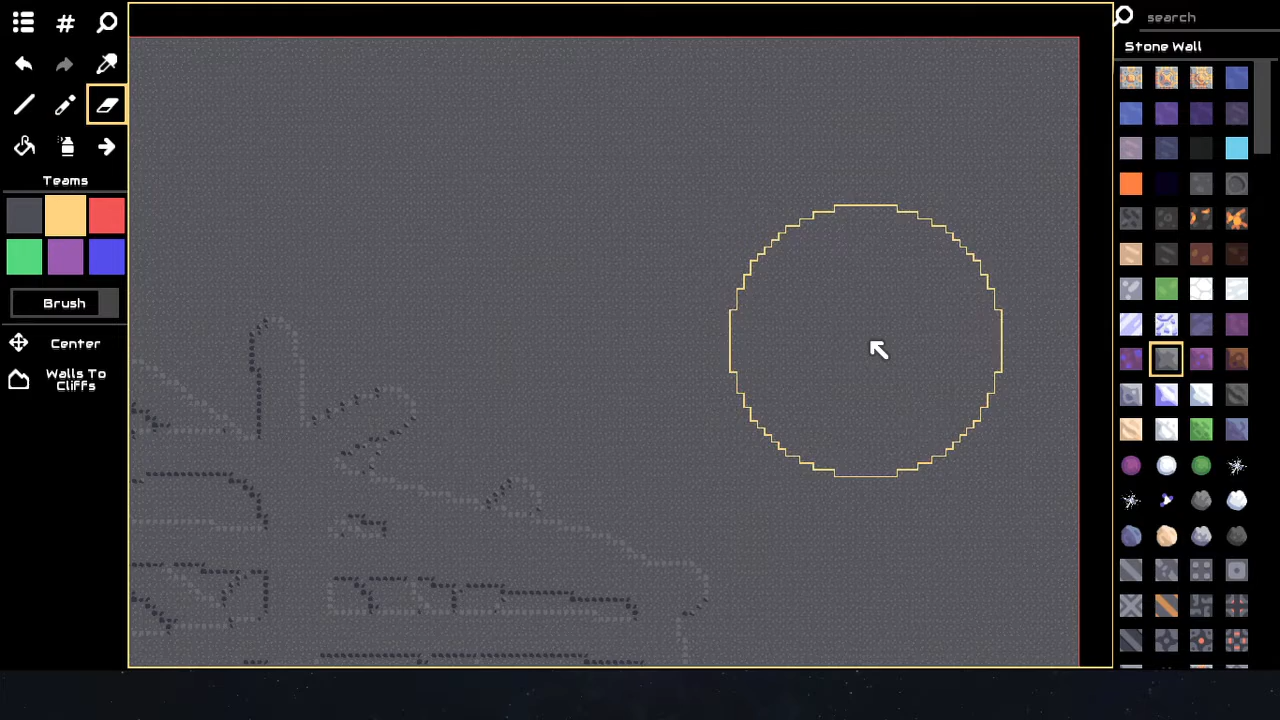 search
Stone Wall
Teams
Brush
Center
Walls To
Cliffs